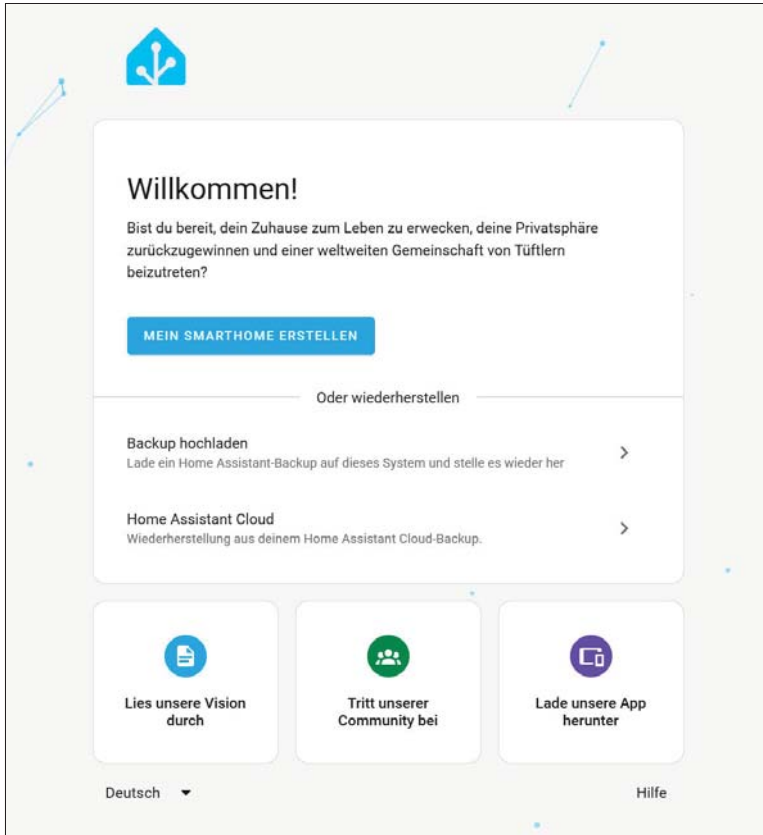 Willkommen!
Bist du bereit, dein Zuhause zum Leben zu erwecken, deine Privatsphäre
zurückzugewinnen und einer weltweiten Gemeinschaft von Tüftlern
beizutreten?
MEIN SMARTHOME ERSTELLEN
Oder wiederherstellen
Backup hochladen
Lade ein Home Assistant-Backup auf dieses System und stelle es wieder her
Home Assistant Cloud
Wiederherstellung aus deinem Home Assistant Cloud-Backup.
Lies unsere Vision
durch
Tritt unserer
Community bei
Lade unsere App
herunter
Deutsch
Hilfe